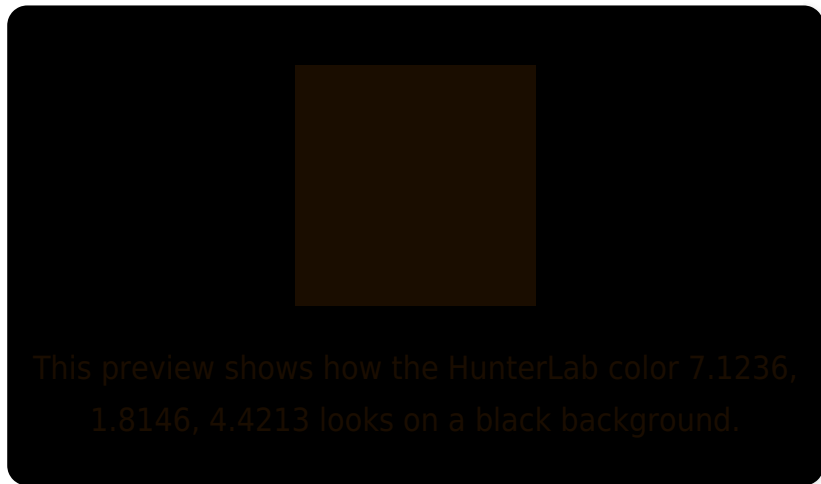 This preview shows how the HunterLab color 7.1236,
1.8146, 4.4213 looks on a black background.